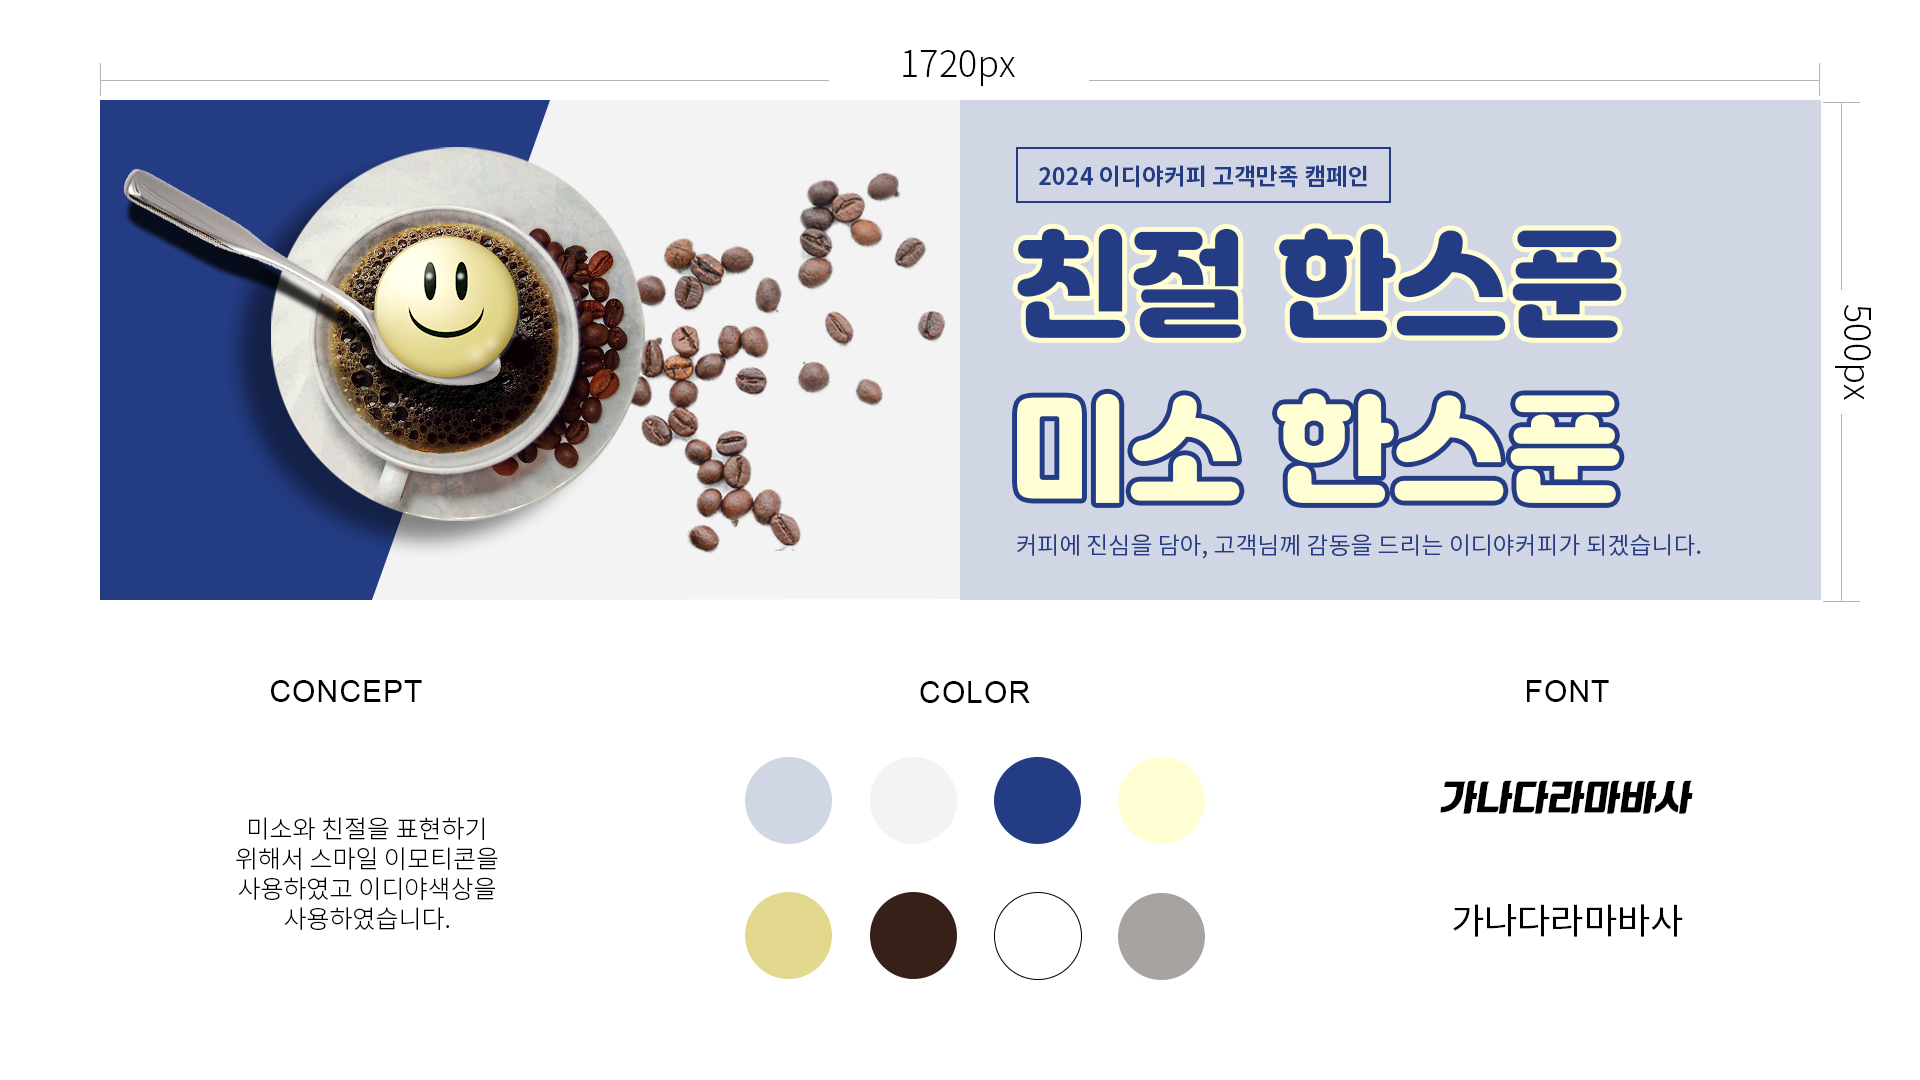 1720px
2024 이디야커피 고객만족 캠페인
친절 한스푼
미소 한스푼
커피에 진심을 담아, 고객님께 감동을 드리는 이디야커피가 되겠습니다.
500px
CONCEPT
미소와 친절을 표현하기
위해서 스마일 이모티콘을
사용하였고 이디야색상을
사용하였습니다.
COLOR
FONT
가나다라마바사
가나다라마바사